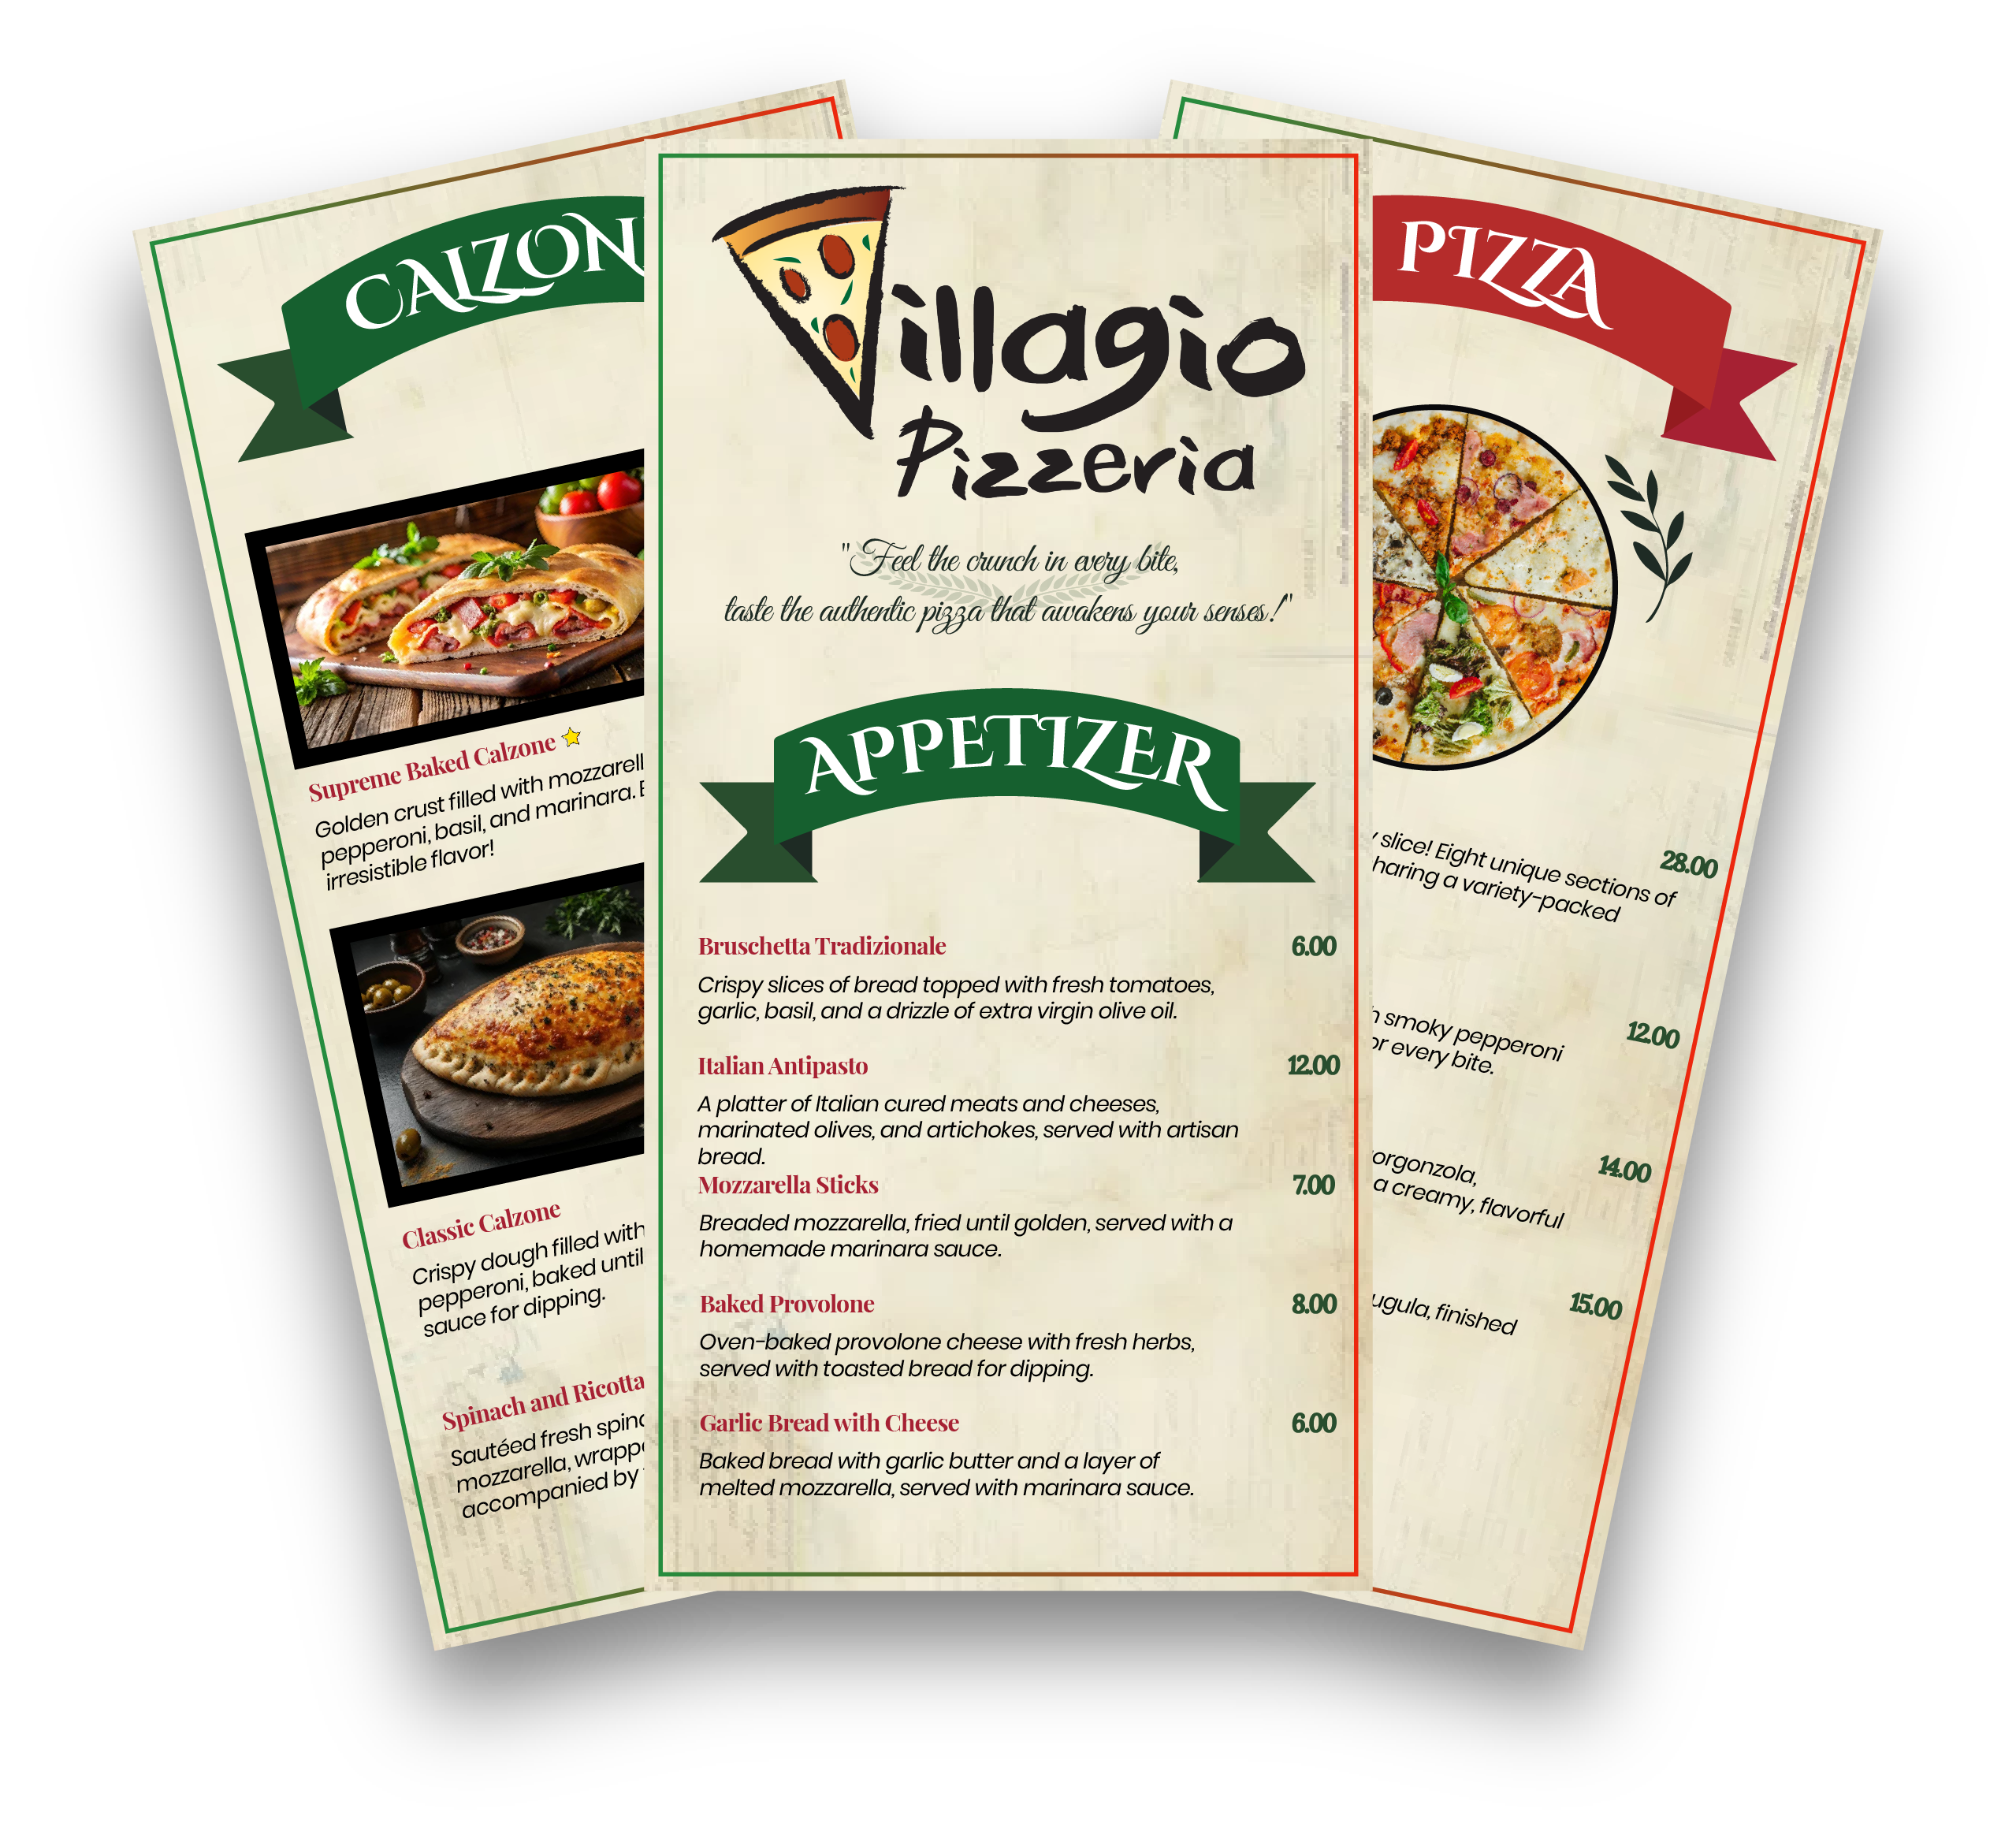 CALZON
Supreme Baked Calzone
Golden crust filled with mozzarell
pepperoni, basil, and marinara.
irresistible flavor!
Classic Calzone
Crispy dough filled with
pepperoni, baked until
sauce for dipping.
Spinach and Ricotta
Sautéed fresh spina
mozzarella, wrappe
accompanied by
Villagio
Pizzeria
"Feel the crunch in every bite,
taste the authentic pizza that awakens your senses!"
APPETIZER
Bruschetta Tradizionale 6.00
Crispy slices of bread topped with fresh tomatoes,
garlic, basil, and a drizzle of extra virgin olive oil.
Italian Antipasto 12.00
A platter of Italian cured meats and cheeses,
marinated olives, and artichokes, served with artisan
bread.
Mozzarella Sticks 7.00
Breaded mozzarella, fried until golden, served with a
homemade marinara sauce.
Baked Provolone 8.00
Oven-baked provolone cheese with fresh herbs,
served with toasted bread for dipping.
Garlic Bread with Cheese 6.00
Baked bread with garlic butter and a layer of
melted mozzarella, served with marinara sauce.
PIZZA
slice! Eight unique sections of 28.00
haring a variety-packed
smoky pepperoni 12.00
or every bite.
orgonzola, 14.00
a creamy, flavorful
ugula, finished 15.00